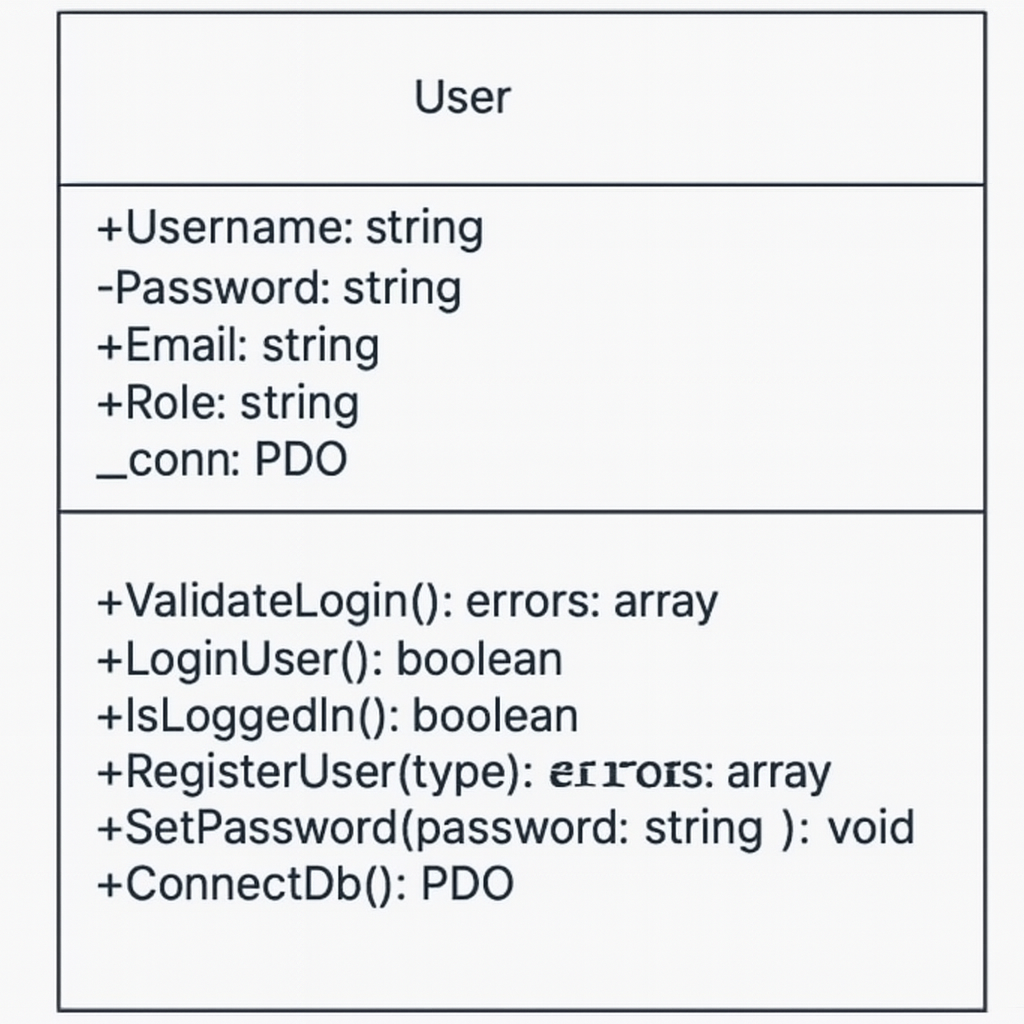 User
+Username: string
-Password: string
+Email: string
+Role: string
_conn: PDO
+ValidateLogin(): errors: array
+LoginUser(): boolean
+IsLoggedIn(): boolean
+RegisterUser(type): errors: array
+SetPassword(password: string ): void
+ConnectDb(): PDO